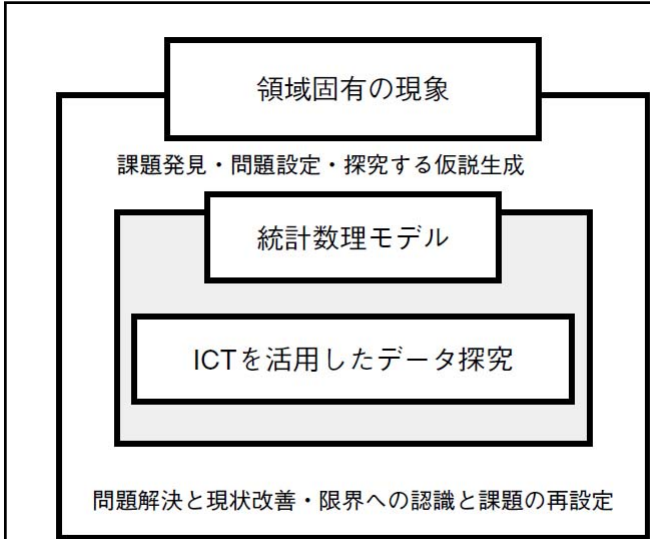 領域固有の現象
課題発見・問題設定・探究する仮説生成
統計数理モデル
ICTを活用したデータ探究
問題解決と現状改善・限界への認識と課題の再設定